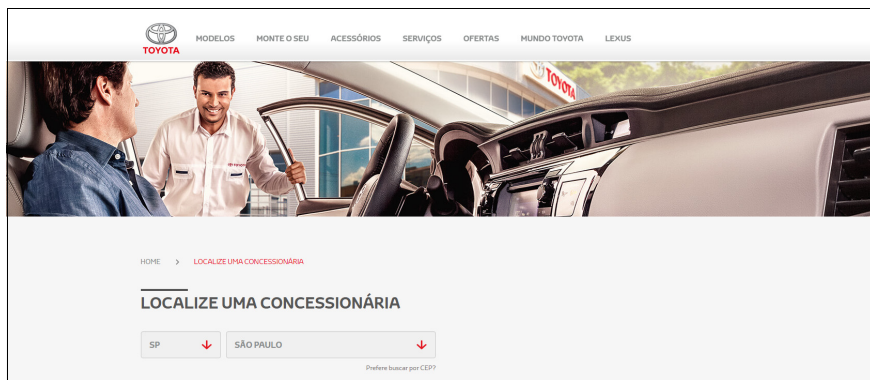 TOYOTA
MODELOS MONTE O SEU ACESSÓRIOS SERVIÇOS OFERTAS MUNDO TOYOTA LEXUS
TOYOTA
TOYOTA
HOME > LOCALIZE UMA CONCESSIONÁRIA
LOCALIZE UMA CONCESSIONÁRIA
SP SÃO PAULO
Prefere buscar por CEP?